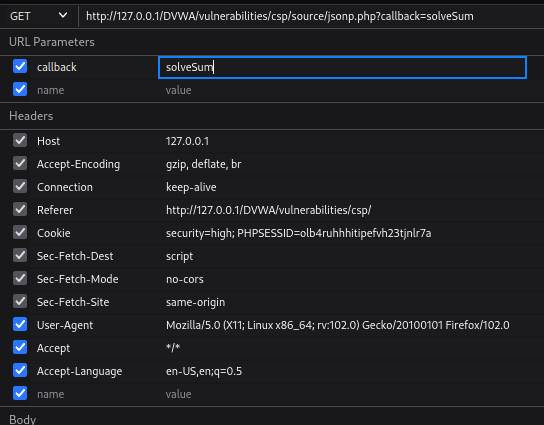 GET http://127.0.0.1/DVWA/vulnerabilities/csp/source/jsonp.php?callback=solveSum
URL Parameters
callback solveSum
name value
Headers
Host 127.0.0.1
Accept-Encoding gzip, deflate, br
Connection keep-alive
Referer http://127.0.0.1/DVWA/vulnerabilities/csp/
Cookie security=high; PHPSESSID=olb4ruhhhitipefvh23tjnlr7a
Sec-Fetch-Dest script
Sec-Fetch-Mode no-cors
Sec-Fetch-Site same-origin
User-Agent Mozilla/5.0 (X11; Linux x86_64; rv:102.0) Gecko/20100101 Firefox/102.0
Accept */*
Accept-Language en-US,en;q=0.5
name value
Body